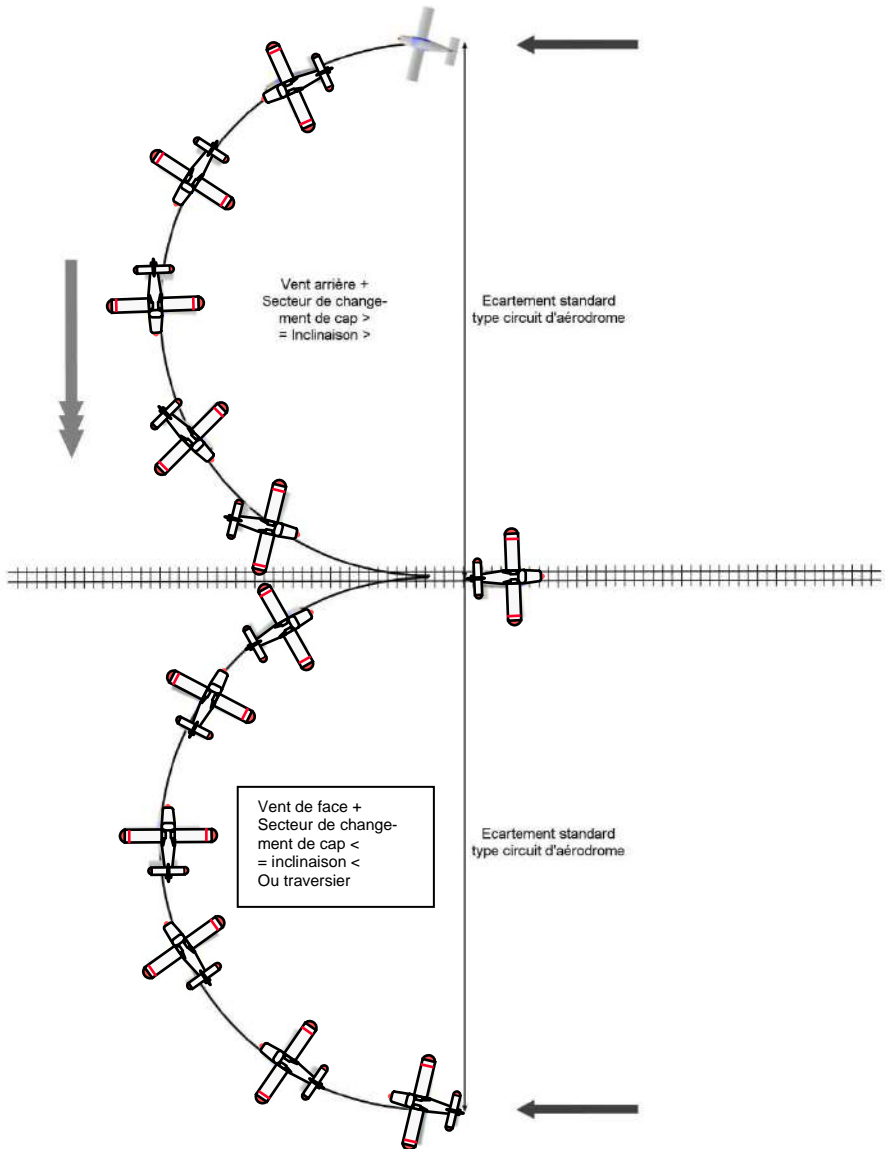 Vent arrière +
Secteur de change-
ment de cap >
= Inclinaison >
Ecartement standard
type circuit d'aérodrome
Vent de face +
Secteur de change-
ment de cap <
= inclinaison <
Ou traversier
Ecartement standard
type circuit d'aérodrome